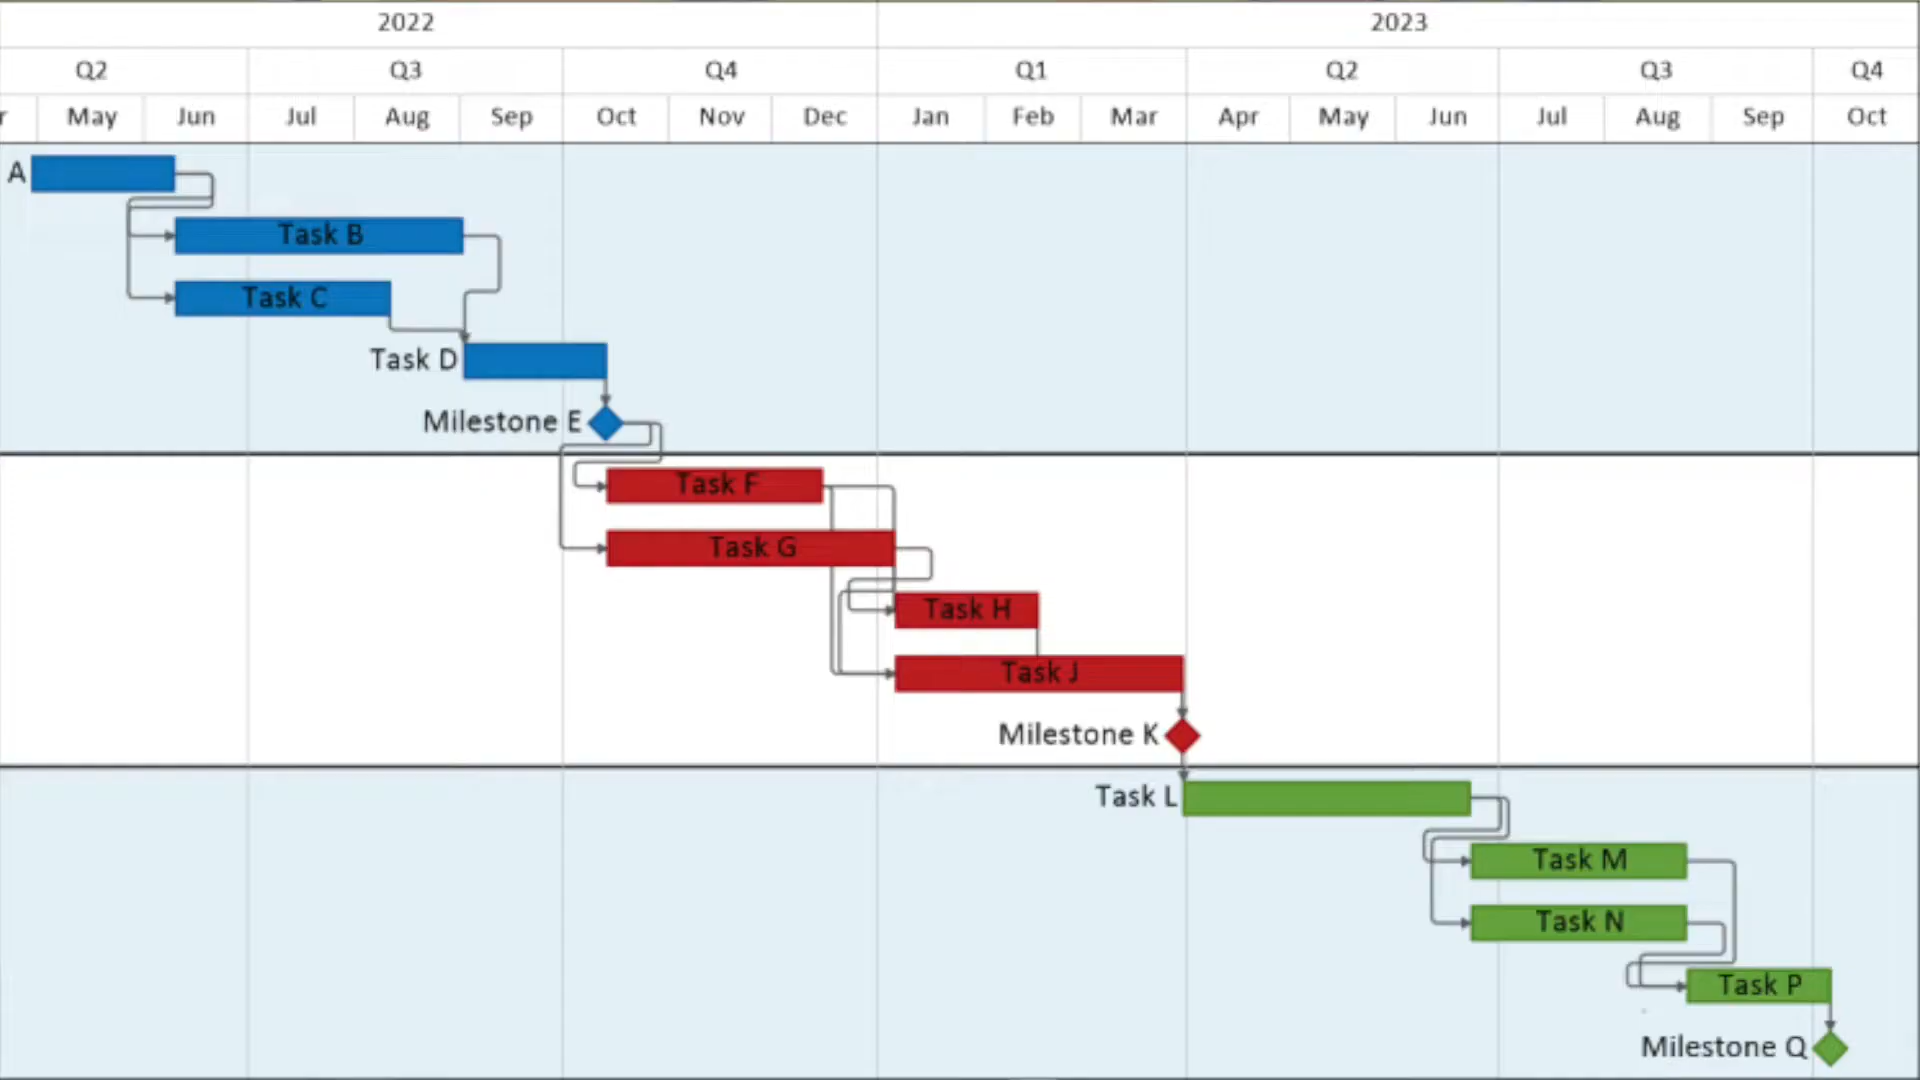 2022 2023
Q2 Q3 Q4 Q1 Q2 Q3 Q4
r May Jun Jul Aug Sep Oct Nov Dec Jan Feb Mar Apr May Jun Jul Aug Sep Oct
A
Task B
Task C
Task D
Milestone E
Task F
Task G
Task H
Task J
Milestone K
Task L
Task M
Task N
Task P
Milestone Q